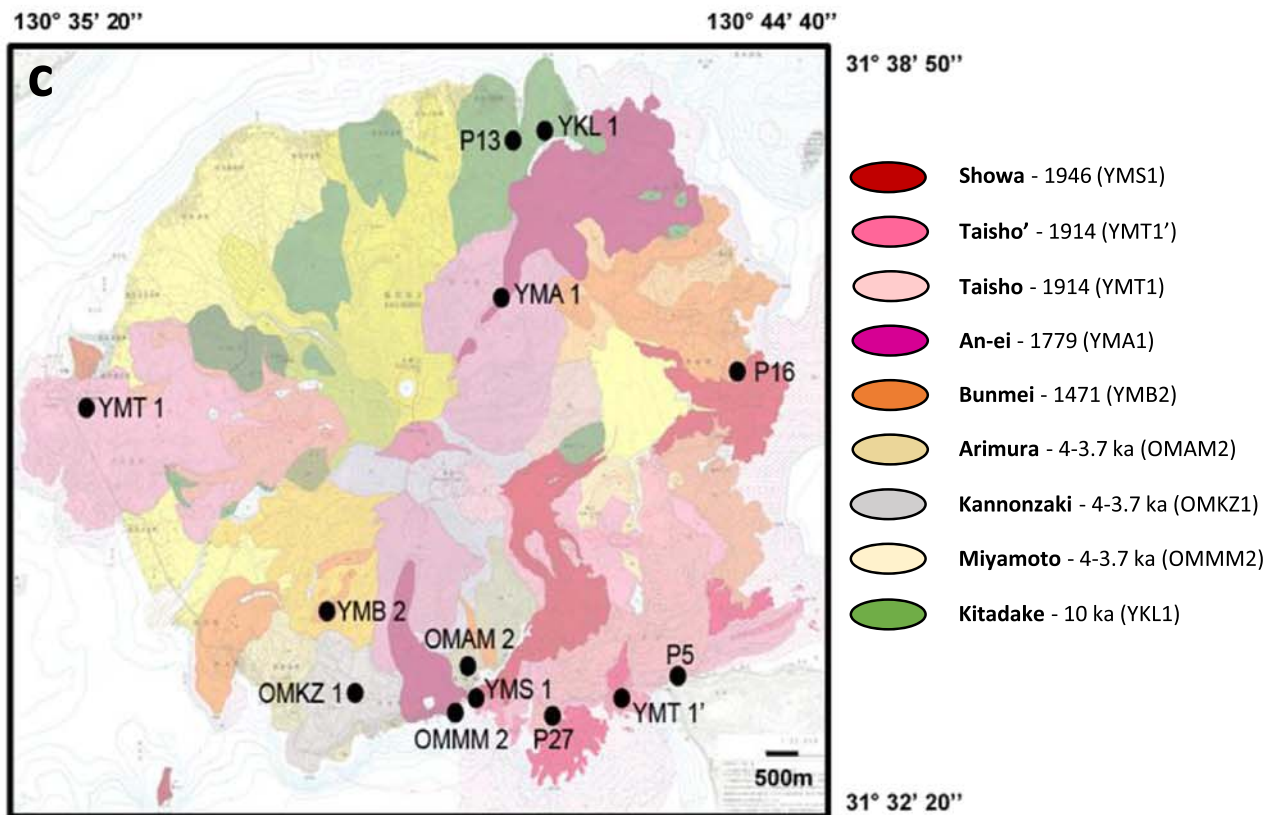 130° 35’ 20’’
130° 44’ 40’’
31° 38’ 50’’
c
P13
YKL 1
YMA 1
P16
YMT 1
YMB 2
OMAM 2
P5
OMKZ 1
YMS 1
YMT 1’
OMMM 2
P27
500m
31° 32’ 20’’
Showa - 1946 (YMS1)
Taisho’ - 1914 (YMT1’)
Taisho - 1914 (YMT1)
An-ei - 1779 (YMA1)
Bunmei - 1471 (YMB2)
Arimura - 4-3.7 ka (OMAM2)
Kannonzaki - 4-3.7 ka (OMKZ1)
Miyamoto - 4-3.7 ka (OMMM2)
Kitadake - 10 ka (YKL1)